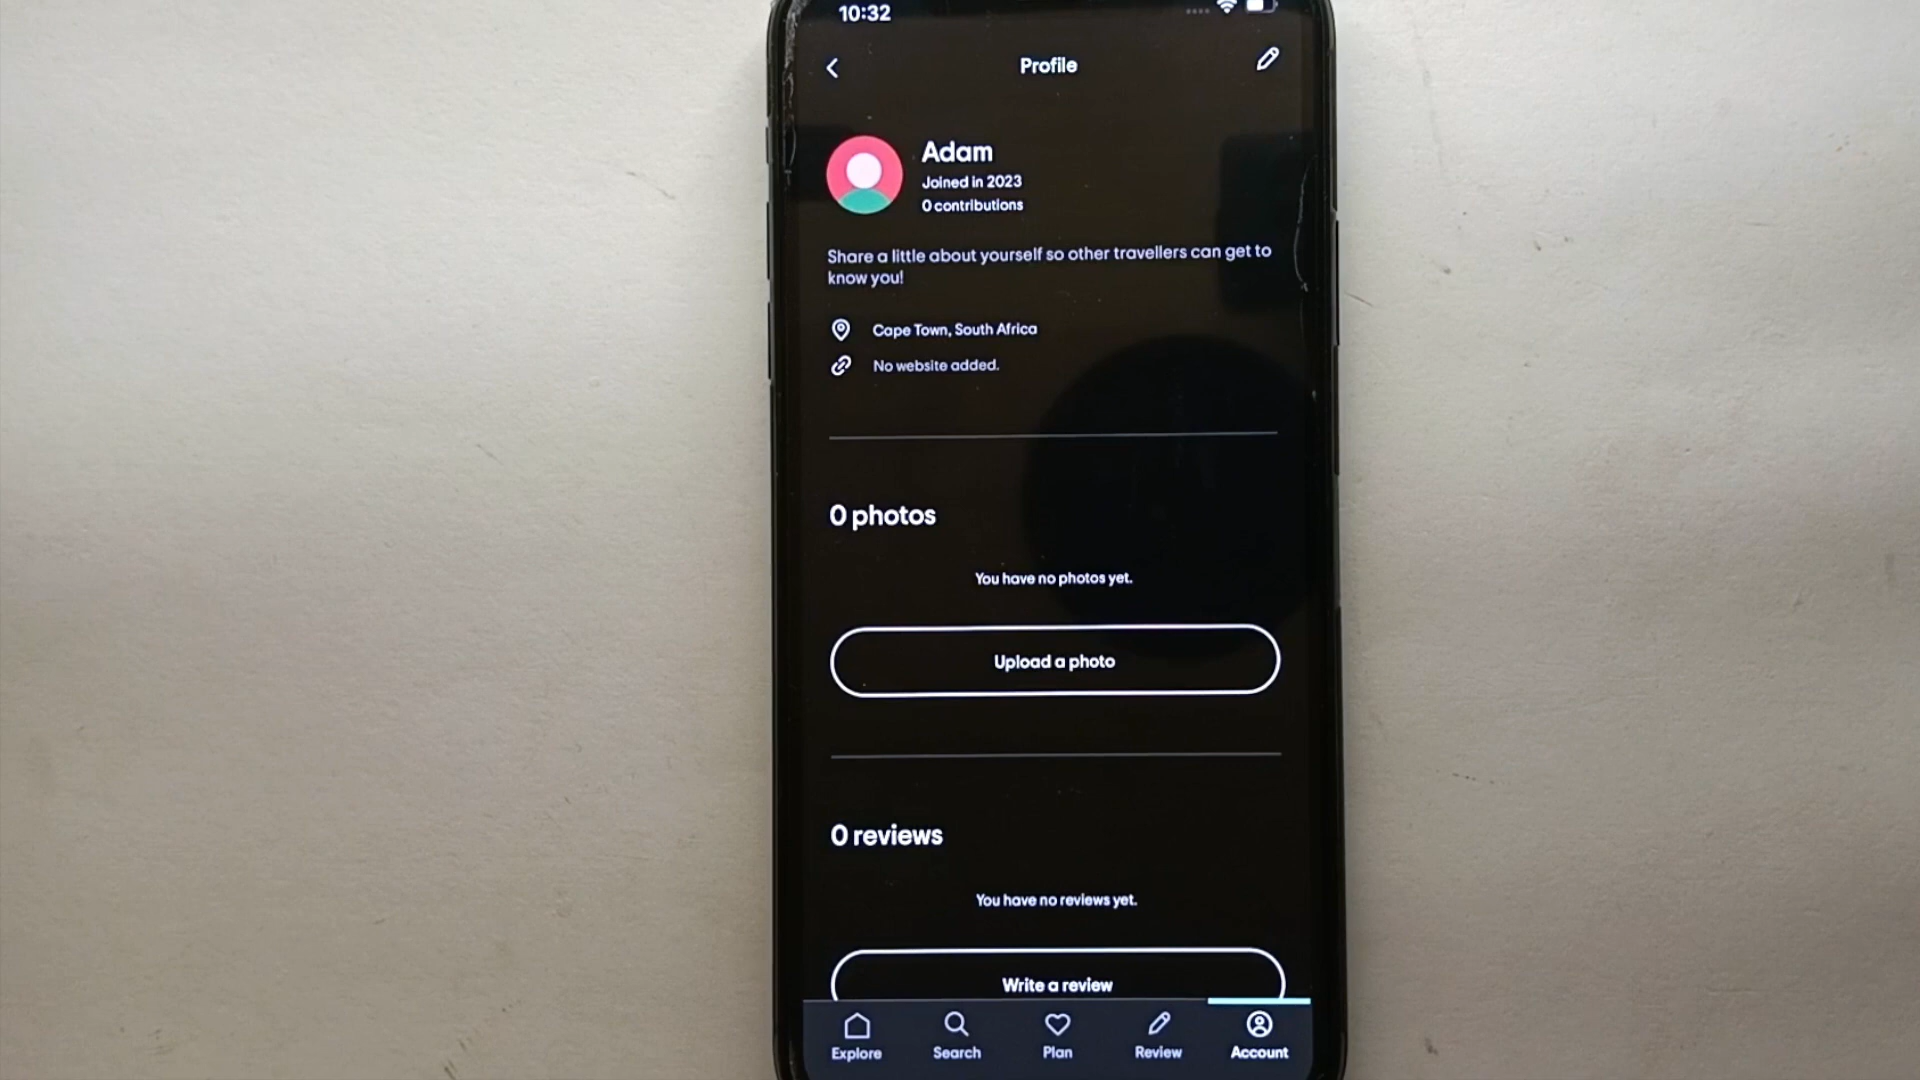 10:32
Profile
Adam
Joined in 2023
0 contributions
Share a little about yourself so other travellers can get to
know you!
Cape Town, South Africa
No website added.
0 photos
You have no photos yet.
Upload a photo
0 reviews
You have no reviews yet.
Write a review
Explore
Search
Plan
Review
Account